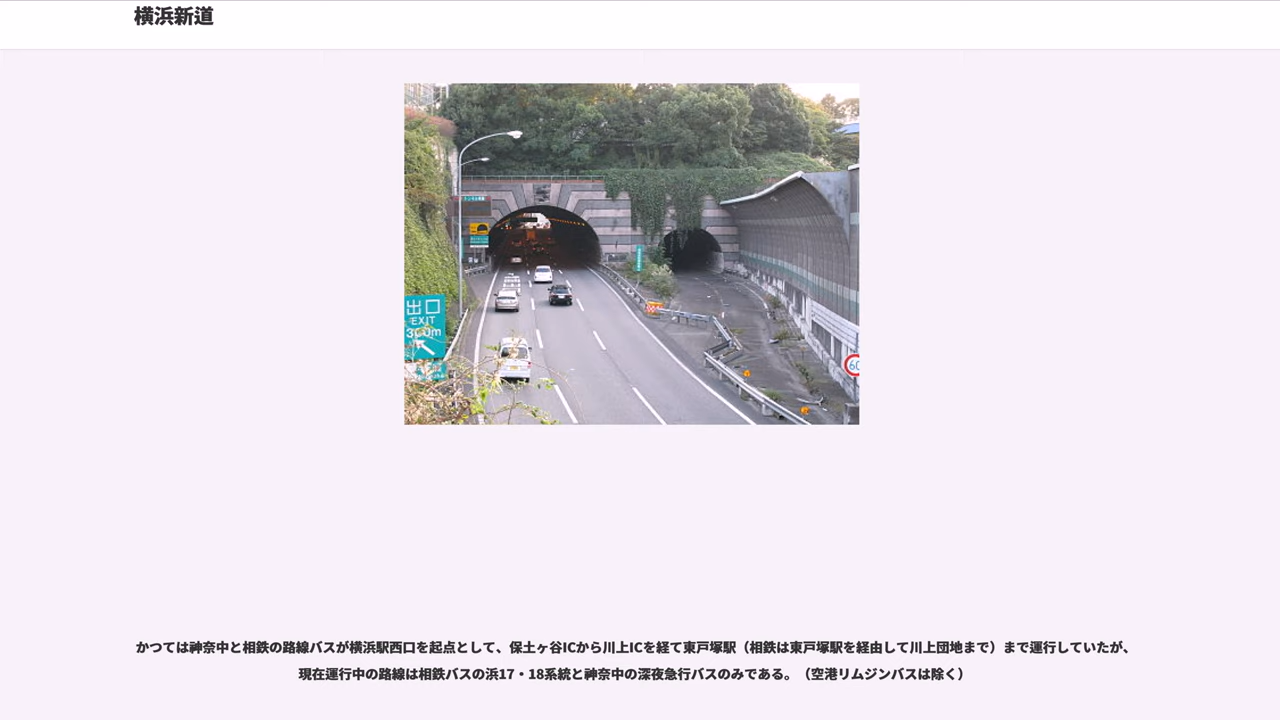 横浜新道
出口
EXIT
300m
60
かつては神奈中と相鉄の路線バスが横浜駅西口を起点として、保土ヶ谷ICから川上ICを経て東戸塚駅（相鉄は東戸塚駅を経由して川上団地まで）まで運行していたが、
現在運行中の路線は相鉄バスの浜17・18系統と神奈中の深夜急行バスのみである。（空港リムジンバスは除く）